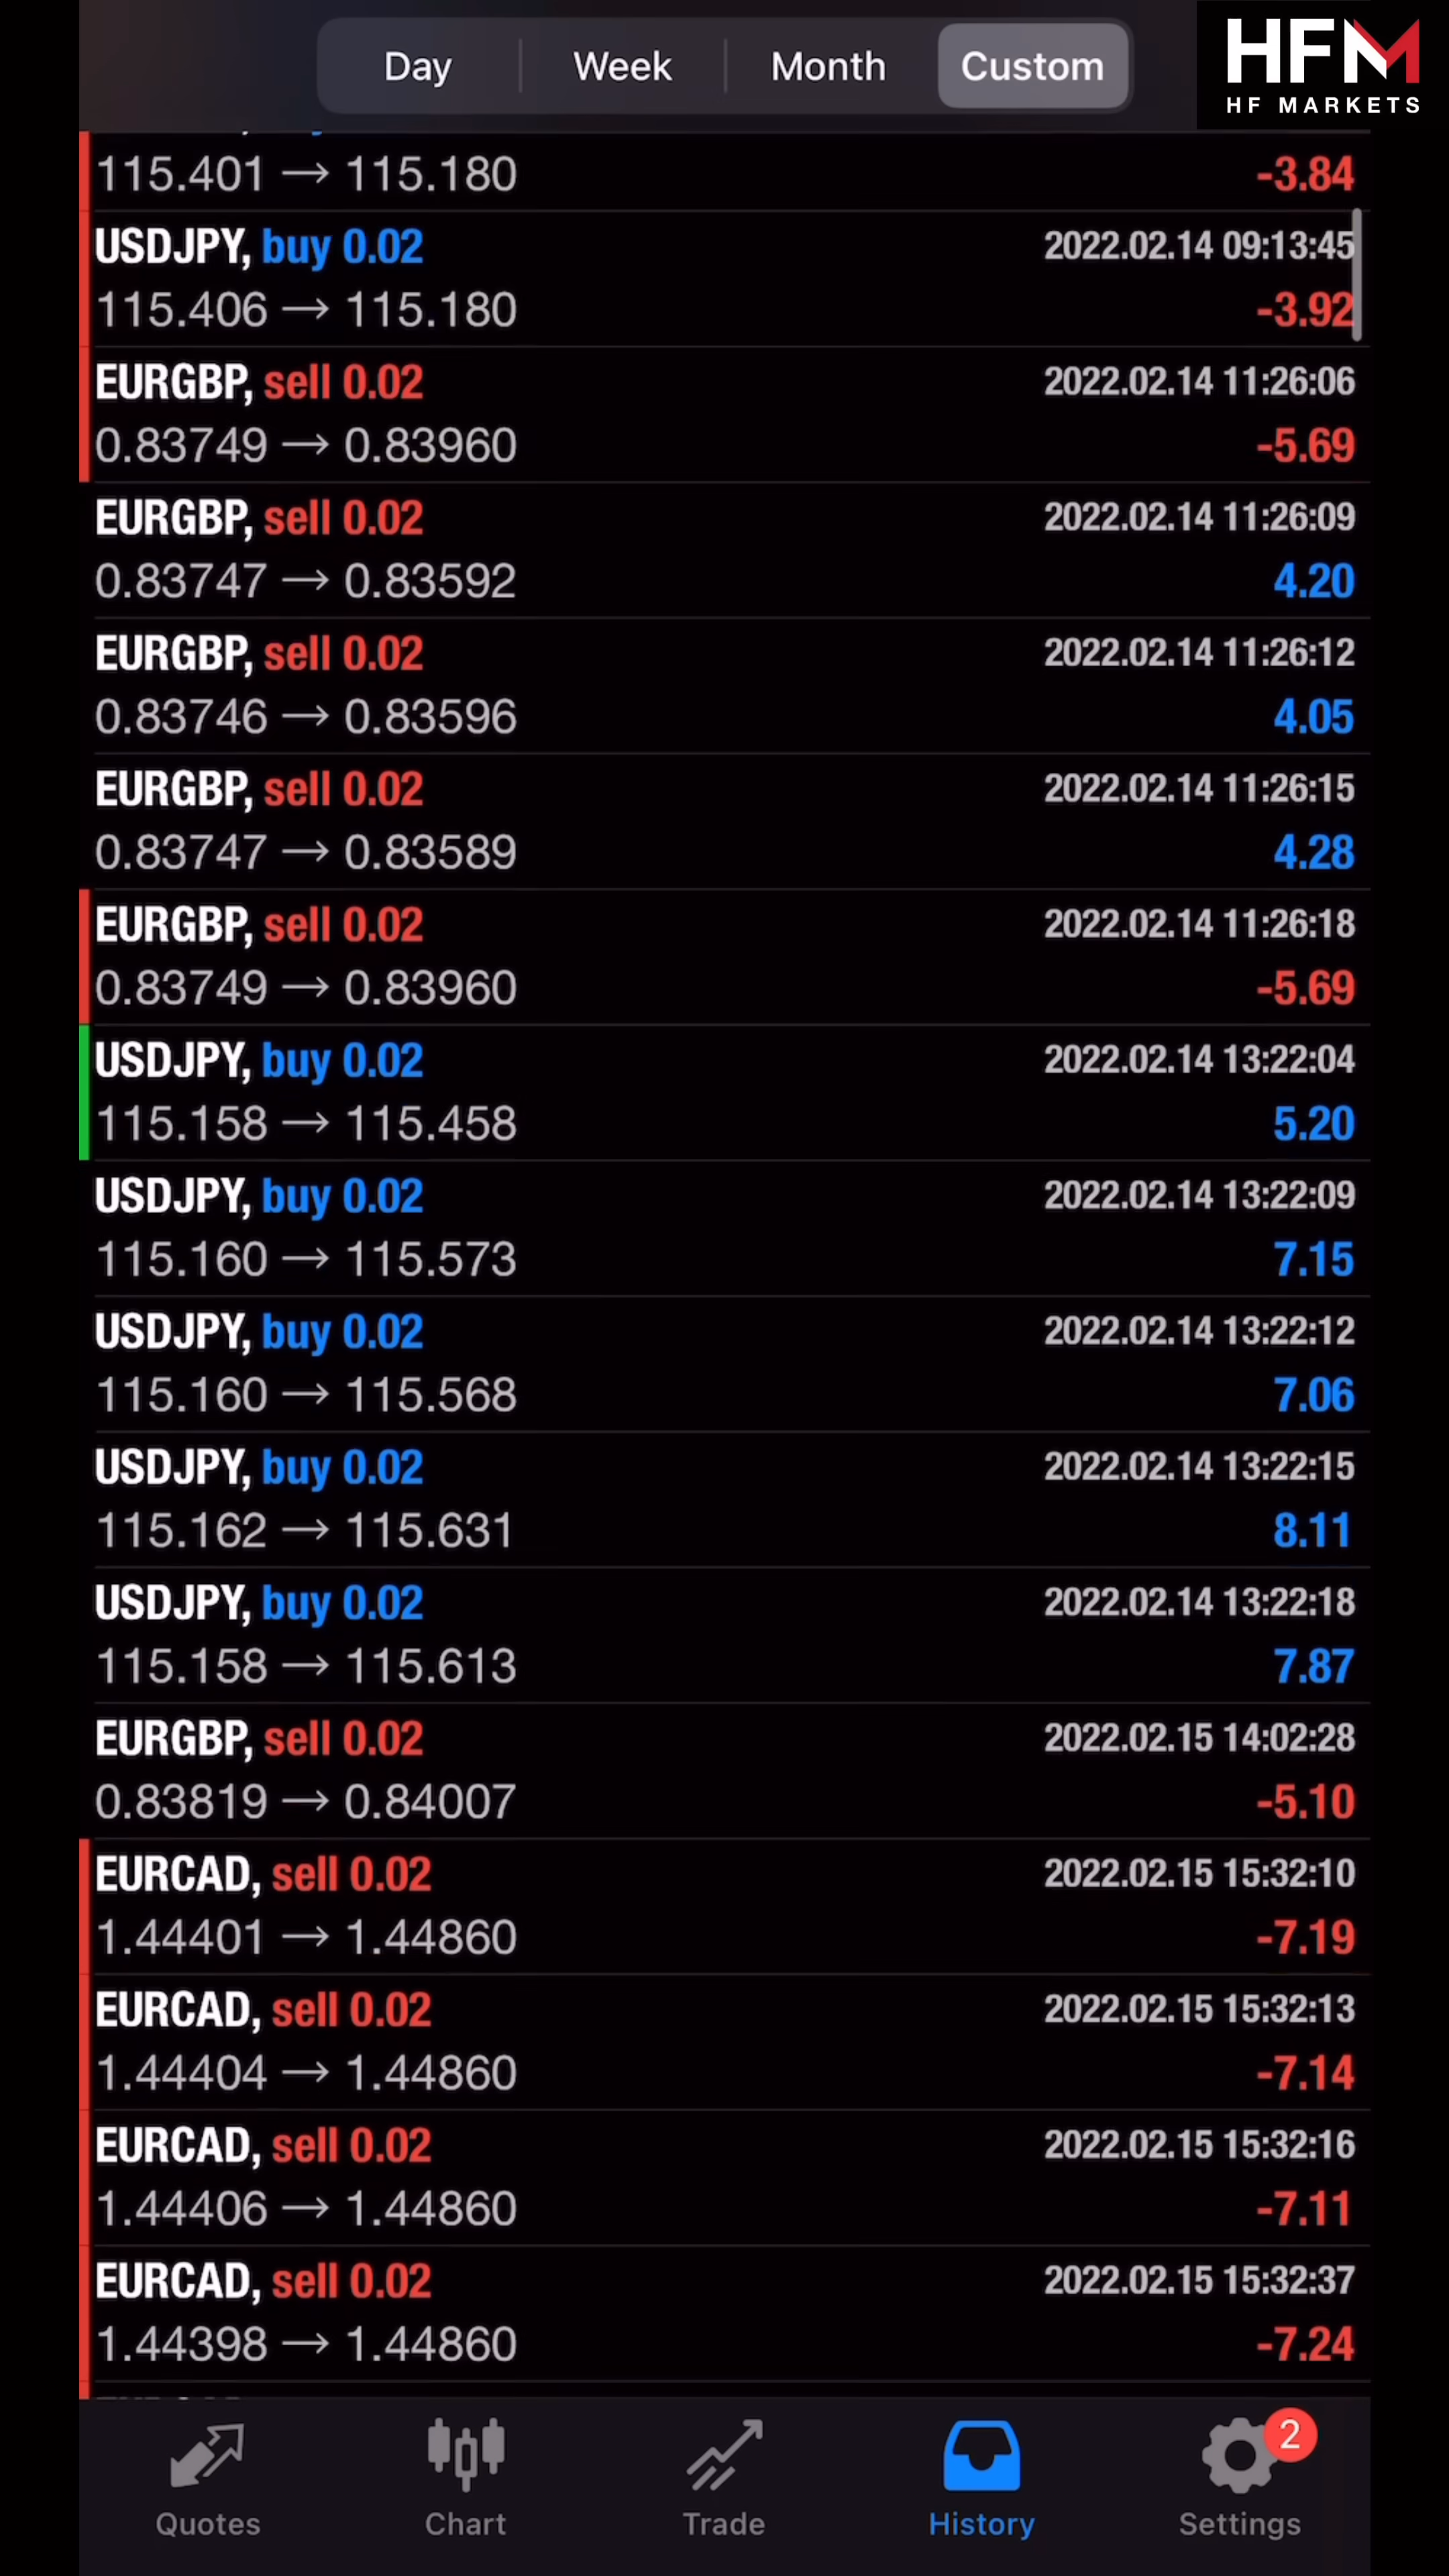 Day Week Month Custom
HFM
HF MARKETS
115.401 → 115.180 -3.84
USDJPY, buy 0.02 2022.02.14 09:13:45
115.406 → 115.180 -3.92
EURGBP, sell 0.02 2022.02.14 11:26:06
0.83749 → 0.83960 -5.69
EURGBP, sell 0.02 2022.02.14 11:26:09
0.83747 → 0.83592 4.20
EURGBP, sell 0.02 2022.02.14 11:26:12
0.83746 → 0.83596 4.05
EURGBP, sell 0.02 2022.02.14 11:26:15
0.83747 → 0.83589 4.28
EURGBP, sell 0.02 2022.02.14 11:26:18
0.83749 → 0.83960 -5.69
USDJPY, buy 0.02 2022.02.14 13:22:04
115.158 → 115.458 5.20
USDJPY, buy 0.02 2022.02.14 13:22:09
115.160 → 115.573 7.15
USDJPY, buy 0.02 2022.02.14 13:22:12
115.160 → 115.568 7.06
USDJPY, buy 0.02 2022.02.14 13:22:15
115.162 → 115.631 8.11
USDJPY, buy 0.02 2022.02.14 13:22:18
115.158 → 115.613 7.87
EURGBP, sell 0.02 2022.02.15 14:02:28
0.83819 → 0.84007 -5.10
EURCAD, sell 0.02 2022.02.15 15:32:10
1.44401 → 1.44860 -7.19
EURCAD, sell 0.02 2022.02.15 15:32:13
1.44404 → 1.44860 -7.14
EURCAD, sell 0.02 2022.02.15 15:32:16
1.44406 → 1.44860 -7.11
EURCAD, sell 0.02 2022.02.15 15:32:37
1.44398 → 1.44860 -7.24
2
Quotes Chart Trade History Settings